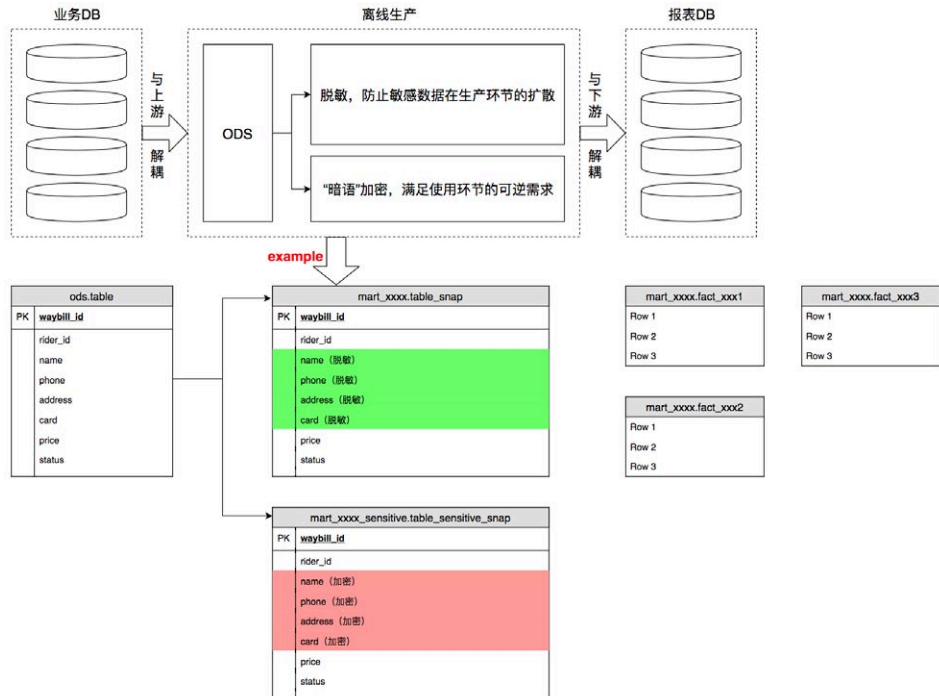 业务DB
离线生产
报表DB
与上游
解耦
ODS
脱敏，防止敏感数据在生产环节的扩散
“暗语”加密，满足使用环节的可逆需求
与下游
解耦
example
ods.table
PK waybill_id
rider_id
name
phone
address
card
price
status
mart_xxxx.table_snap
PK waybill_id
rider_id
name（脱敏）
phone（脱敏）
address（脱敏）
card（脱敏）
price
status
mart_xxxx_sensitive.table_sensitive_snap
PK waybill_id
rider_id
name（加密）
phone（加密）
address（加密）
card（加密）
price
status
mart_xxxx.fact_xxx1
Row 1
Row 2
Row 3
mart_xxxx.fact_xxx3
Row 1
Row 2
Row 3
mart_xxxx.fact_xxx2
Row 1
Row 2
Row 3